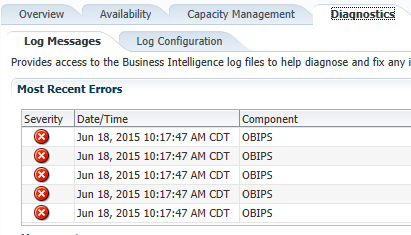 Overview Availability Capacity Management Diagnostics
Log Messages Log Configuration
Provides access to the Business Intelligence log files to help diagnose and fix any i
Most Recent Errors
Severity Date/Time Component
Jun 18, 2015 10:17:47 AM CDT OBIPS
Jun 18, 2015 10:17:47 AM CDT OBIPS
Jun 18, 2015 10:17:47 AM CDT OBIPS
Jun 18, 2015 10:17:47 AM CDT OBIPS
Jun 18, 2015 10:17:47 AM CDT OBIPS